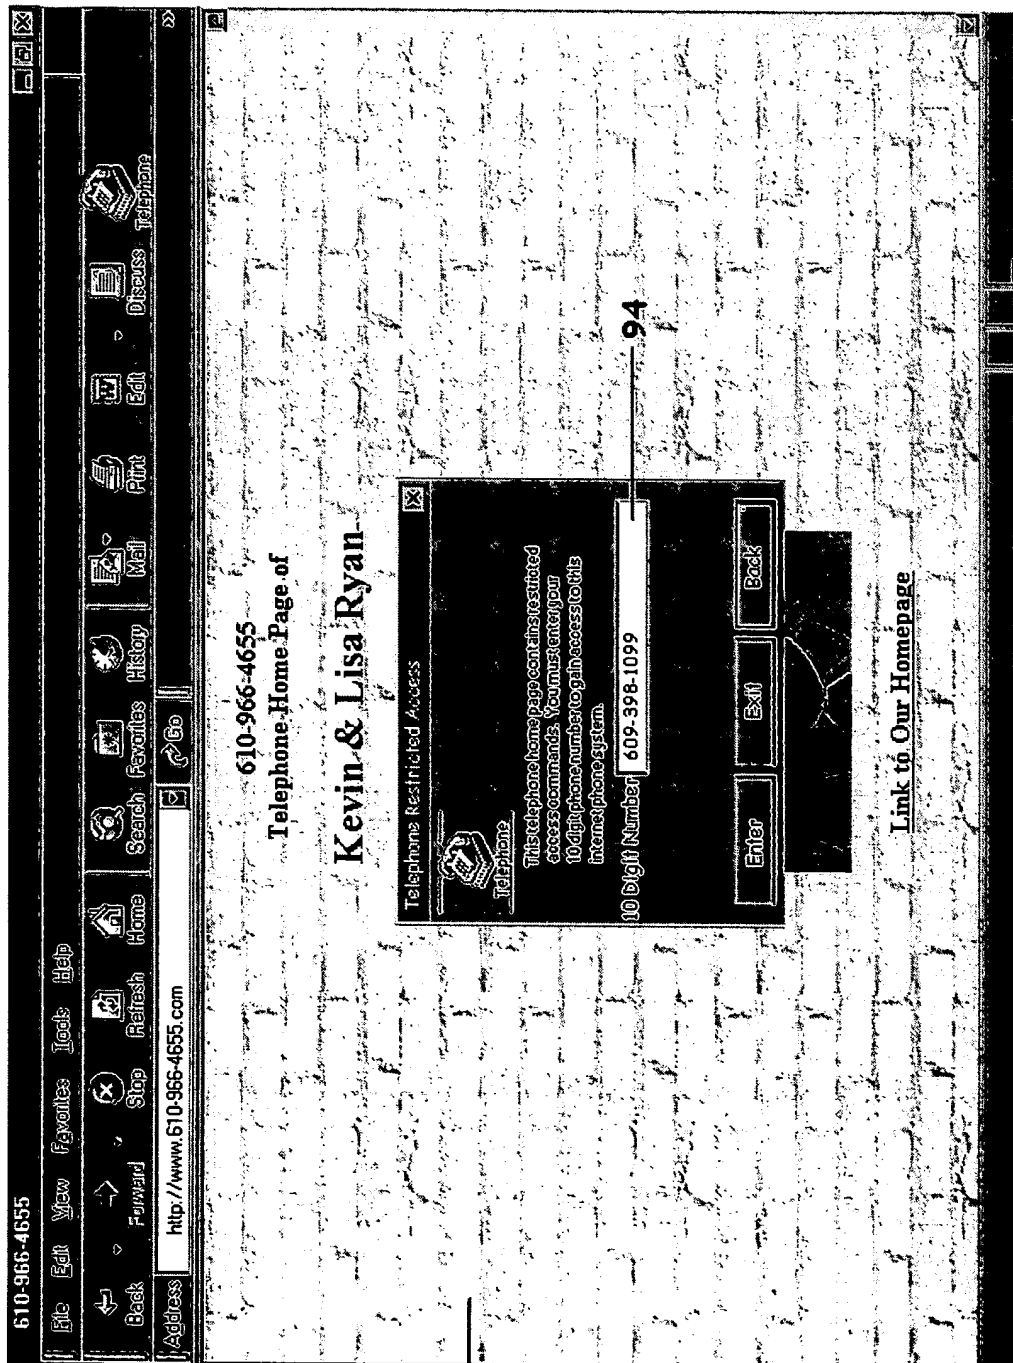 610-966-4655
File Edit View Favorites Tools Help
Back Forward Stop Refresh Home Search Favorites History Mail Print Edit Discuss Telephone
Address http://www.610-966-4655.com Go
610-966-4655
Telephone Home Page of
Kevin & Lisa Ryan
Telephone Restricted Access
Telephone
This telephone home page contains restricted
access commands. You must enter your
10 digit phone number to gain access to this
internet phone system.
10 Digit Number 609-398-1099
94
Enter Exit Back
Link to Our Homepage